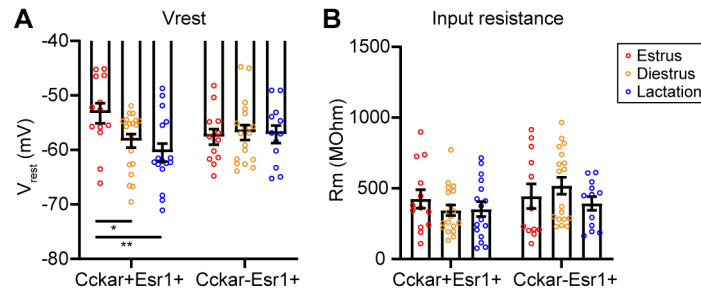 A
Vrest
-40
-50
-60
-70
-80
Vrest (mV)
*
**
Cckar+Esr1+
Cckar-Esr1+
B
Input resistance
1500
1000
500
0
Rm (MOhm)
Cckar+Esr1+
Cckar-Esr1+
Estrus
Diestrus
Lactation